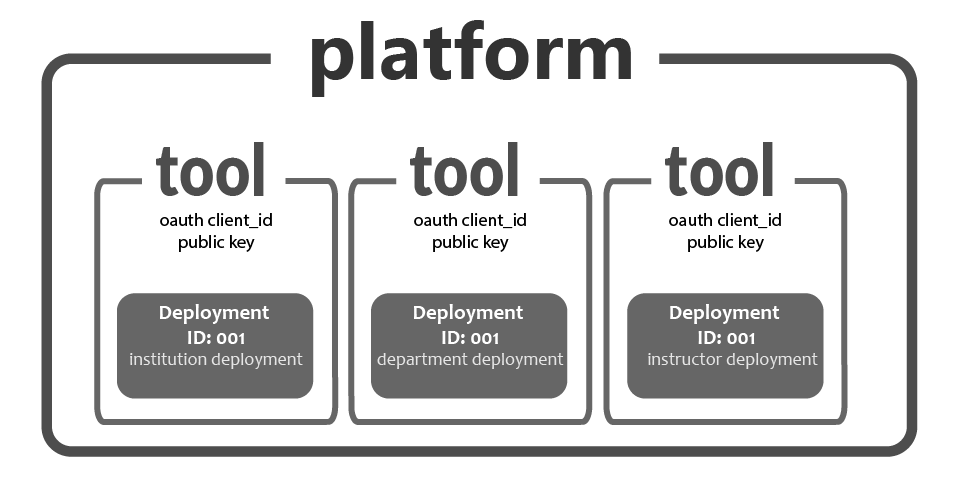 platform
tool
oauth client_id
public key
Deployment
ID: 001
institution deployment
tool
oauth client_id
public key
Deployment
ID: 001
department deployment
tool
oauth client_id
public key
Deployment
ID: 001
instructor deployment